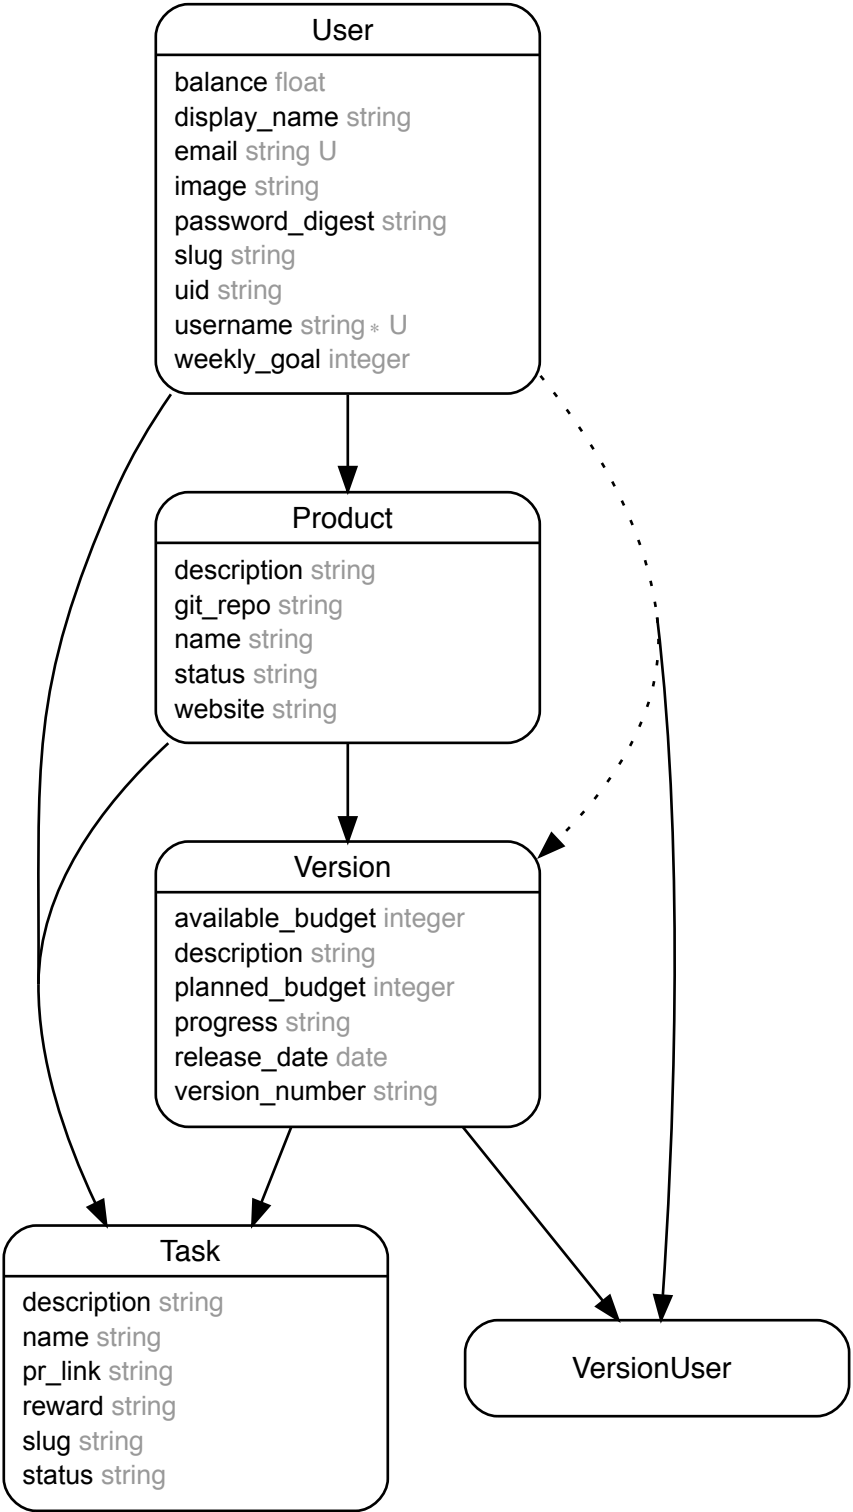 User
balance float
display_name string
email string U
image string
password_digest string
slug string
uid string
username string∗ U
weekly_goal integer
Product
description string
git_repo string
name string
status string
website string
Version
available_budget integer
description string
planned_budget integer
progress string
release_date date
version_number string
Task
description string
name string
pr_link string
reward string
slug string
status string
VersionUser